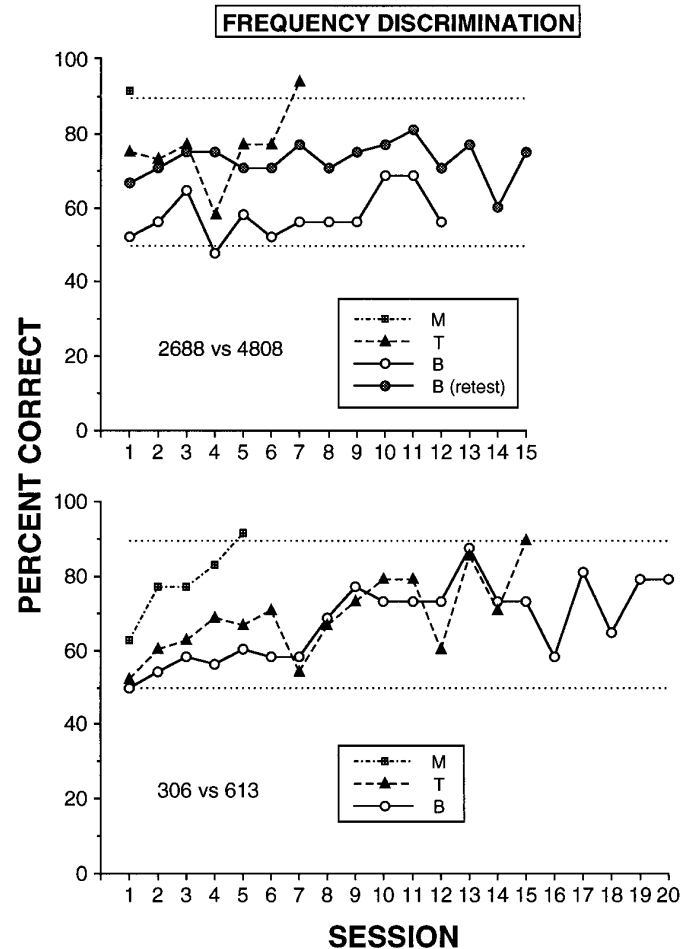 FREQUENCY DISCRIMINATION
PERCENT CORRECT
100
80
60
40
20
0
2688 vs 4808
M
T
B
B (retest)
1 2 3 4 5 6 7 8 9 10 11 12 13 14 15
100
80
60
40
20
0
306 vs 613
M
T
B
1 2 3 4 5 6 7 8 9 10 11 12 13 14 15 16 17 18 19 20
SESSION